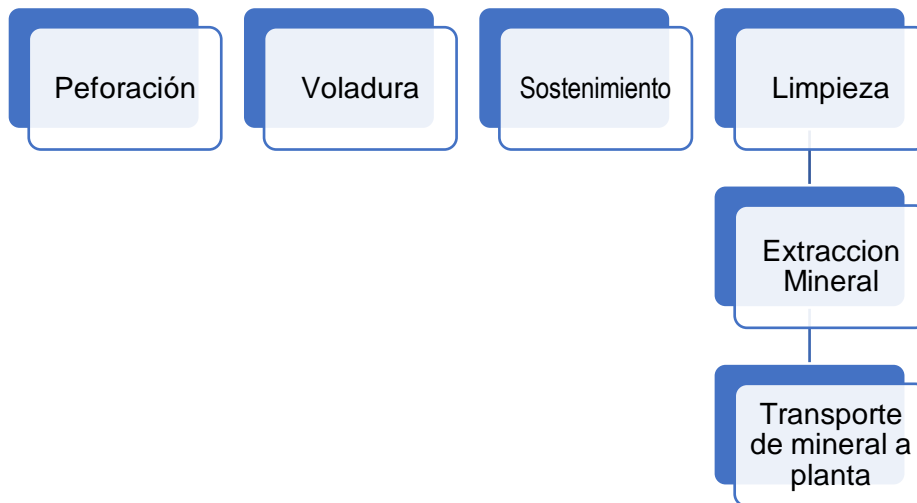 Peforación
Voladura
Sostenimiento
Limpieza
Extraccion
Mineral
Transporte
de mineral a
planta